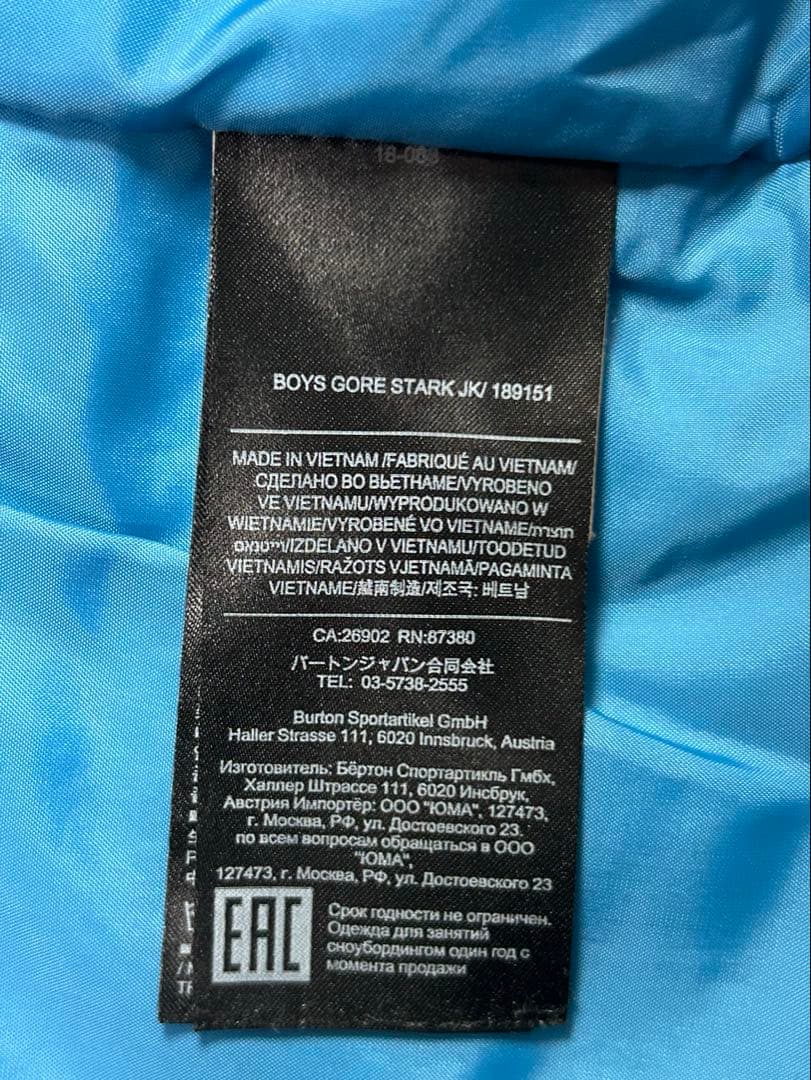 BOYS GORE STARK JK/ 189151
MADE IN VIETNAM /FABRIQUÉ AU VIETNAM/
СДЕЛАНО ВО ВЬЕТНАМЕ/VYROBENO
VE VIETNAMU/WYPRODUKOWANO W
WIETNAMIE/VYROBENÉ VO VIETNAME/תוצרת
וייטנאם/IZDELANO V VIETNAMU/TOODETUD
VIETNAMIS/RAŽOTS VJETNAMĀ/PAGAMINTA
VIETNAME/越南制造/제조국: 베트남
CA:26902 RN:87380
バートンジャパン合同会社
TEL: 03-5738-2555
Burton Sportartikel GmbH
Haller Strasse 111, 6020 Innsbruck, Austria
Изготовитель: Бёртон Спортартикль Гмбх,
Халлер Штрассе 111, 6020 Инсбрук,
Австрия Импортёр: ООО "ЮМА", 127473,
г. Москва, РФ, ул. Достоевского 23.
по всем вопросам обращаться в ООО
"ЮМА",
127473, г. Москва, РФ, ул. Достоевского 23
EAC
Срок годности не ограничен.
Одежда для занятий
сноубордингом один год с
момента продажи